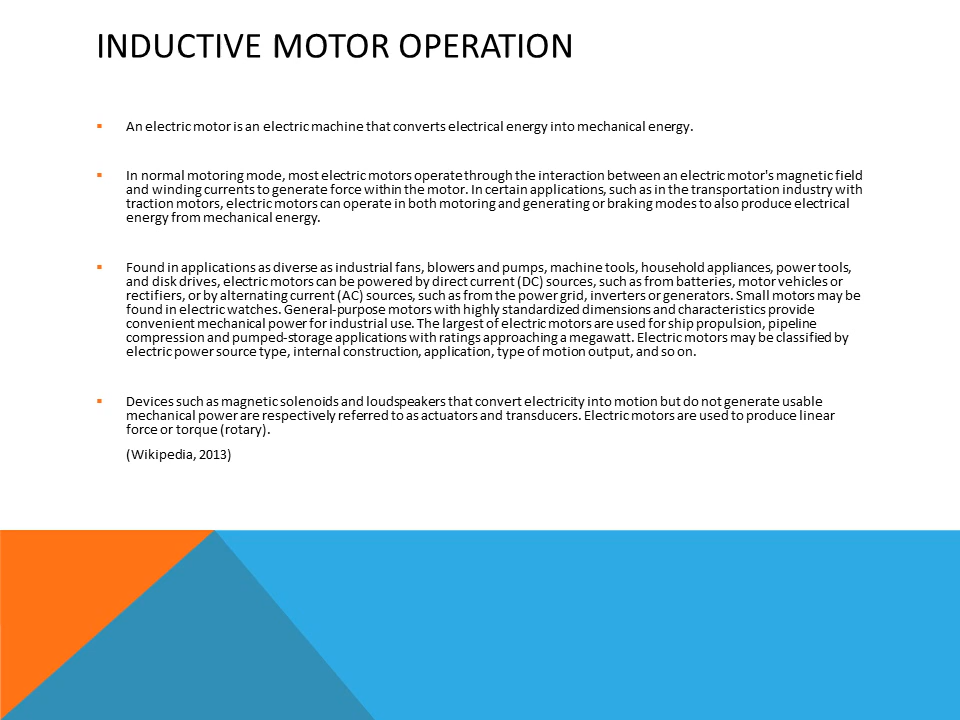 INDUCTIVE MOTOR OPERATION
▪ An electric motor is an electric machine that converts electrical energy into mechanical energy.
▪ In normal motoring mode, most electric motors operate through the interaction between an electric motor's magnetic field
and winding currents to generate force within the motor. In certain applications, such as in the transportation industry with
traction motors, electric motors can operate in both motoring and generating or braking modes to also produce electrical
energy from mechanical energy.
▪ Found in applications as diverse as industrial fans, blowers and pumps, machine tools, household appliances, power tools,
and disk drives, electric motors can be powered by direct current (DC) sources, such as from batteries, motor vehicles or
rectifiers, or by alternating current (AC) sources, such as from the power grid, inverters or generators. Small motors may be
found in electric watches. General-purpose motors with highly standardized dimensions and characteristics provide
convenient mechanical power for industrial use. The largest of electric motors are used for ship propulsion, pipeline
compression and pumped-storage applications with ratings approaching a megawatt. Electric motors may be classified by
electric power source type, internal construction, application, type of motion output, and so on.
▪ Devices such as magnetic solenoids and loudspeakers that convert electricity into motion but do not generate usable
mechanical power are respectively referred to as actuators and transducers. Electric motors are used to produce linear
force or torque (rotary).
(Wikipedia, 2013)